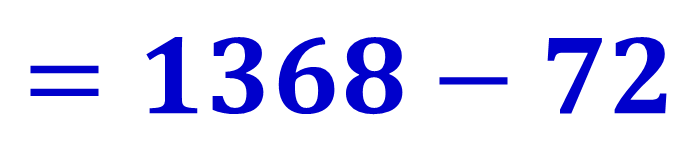 = 1368 − 72